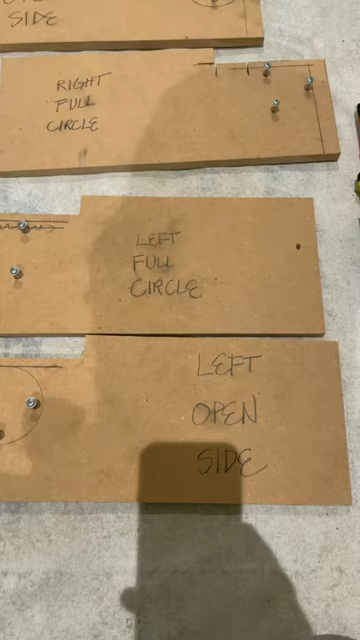 SIDE
RIGHT
FULL
CIRCLE
LEFT
FULL
CIRCLE
LEFT
OPEN
SIDE